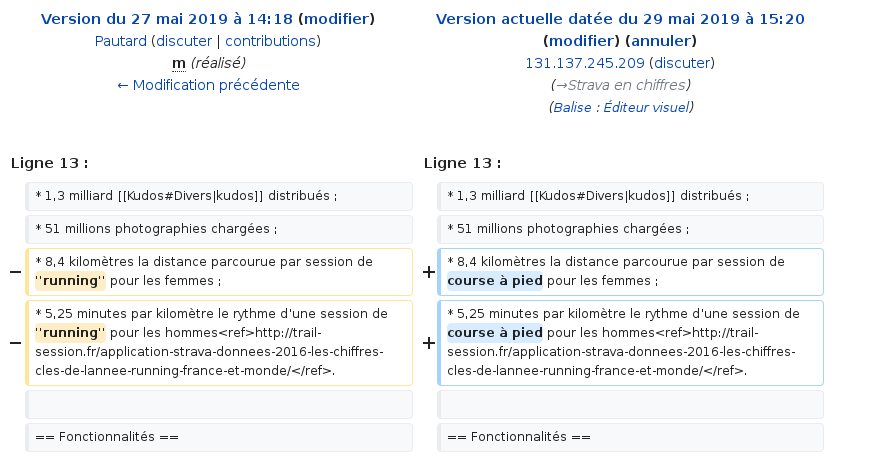 Version du 27 mai 2019 à 14:18 (modifier)
Pautard (discuter | contributions)
m (réalisé)
← Modification précédente
Version actuelle datée du 29 mai 2019 à 15:20
(modifier) (annuler)
131.137.245.209 (discuter)
(→Strava en chiffres)
(Balise : Éditeur visuel)
Ligne 13 :
Ligne 13 :
* 1,3 milliard [[Kudos#Divers|kudos]] distribués ;
* 1,3 milliard [[Kudos#Divers|kudos]] distribués ;
* 51 millions photographies chargées ;
* 51 millions photographies chargées ;
− * 8,4 kilomètres la distance parcourue par session de
''running'' pour les femmes ;
+ * 8,4 kilomètres la distance parcourue par session de
course à pied pour les femmes ;
− * 5,25 minutes par kilomètre le rythme d'une session de
''running'' pour les hommes<ref>http://trail-
session.fr/application-strava-donnees-2016-les-chiffres-
cles-de-lannee-running-france-et-monde/</ref>.
+ * 5,25 minutes par kilomètre le rythme d'une session de
course à pied pour les hommes<ref>http://trail-
session.fr/application-strava-donnees-2016-les-chiffres-
cles-de-lannee-running-france-et-monde/</ref>.
== Fonctionnalités ==
== Fonctionnalités ==